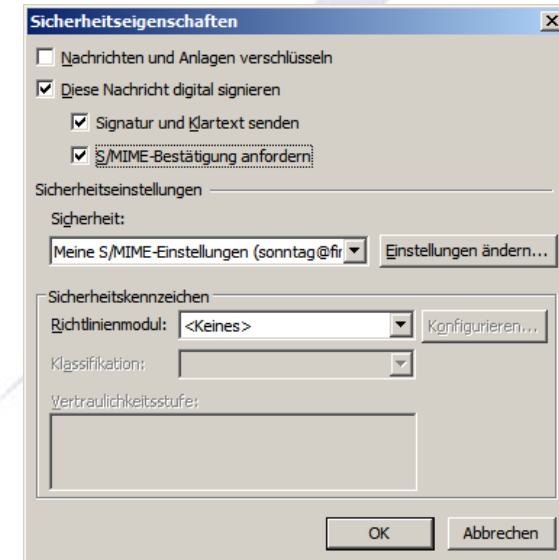 Sicherheitseigenschaften
Nachrichten und Anlagen verschlüsseln
Diese Nachricht digital signieren
Signatur und Klartext senden
S/MIME-Bestätigung anfordern
Sicherheitseinstellungen
Sicherheit:
Meine S/MIME-Einstellungen (sonntag@fir
Einstellungen ändern...
Sicherheitskennzeichen
Richtlinienmodul:
<Keines>
Konfigurieren...
Klassifikation:
Vertraulichkeitsstufe:
OK
Abbrechen